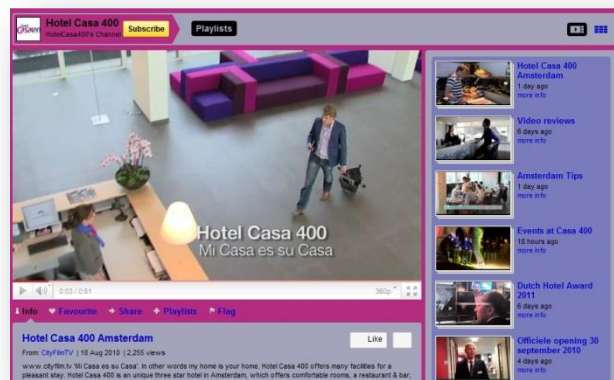 Hotel Casa 400
HotelCasa400's Channel
Subscribe
Playlists
Hotel Casa 400
Mi Casa es su Casa
0:03 / 0:51
360p
Info
Favourite
Share
Playlists
Flag
Hotel Casa 400 Amsterdam
Like
From: CityFilmTV | 18 Aug 2010 | 2,255 views
www.cityfilm.tv 'Mi Casa es su Casa'. In other words my home is your home. Hotel Casa 400 offers many facilities for a
pleasant stay. Hotel Casa 400 is an unique three star hotel in Amsterdam, which offers comfortable rooms, a restaurant & bar,
Hotel Casa 400
Amsterdam
1 day ago
more info
Video reviews
6 days ago
more info
Amsterdam Tips
1 day ago
more info
Events at Casa 400
18 hours ago
more info
Dutch Hotel Award
2011
6 days ago
more info
Officiele opening 30
september 2010
4 days ago
more info